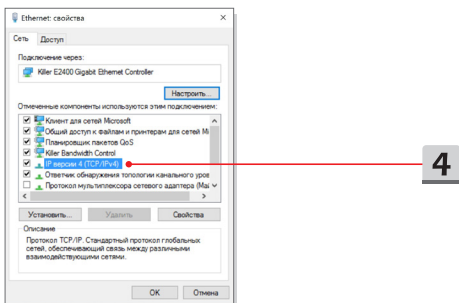 Ethernet: свойства
Сеть Доступ
Подключение через:
Killer E2400 Gigabit Ethernet Controller
Настроить...
Отмеченные компоненты используются этим подключением:
Клиент для сетей Microsoft
Общий доступ к файлам и принтерам для сетей Mi
Планировщик пакетов QoS
Killer Bandwidth Control
IP версии 4 (TCP/IPv4)
Ответчик обнаружения топологии канального уров
Протокол мультиплексора сетевого адаптера (Ma
Установить... Удалить Свойства
Описание
Протокол TCP/IP. Стандартный протокол глобальных
сетей, обеспечивающий связь между различными
взаимодействующими сетями.
OK Отмена
4